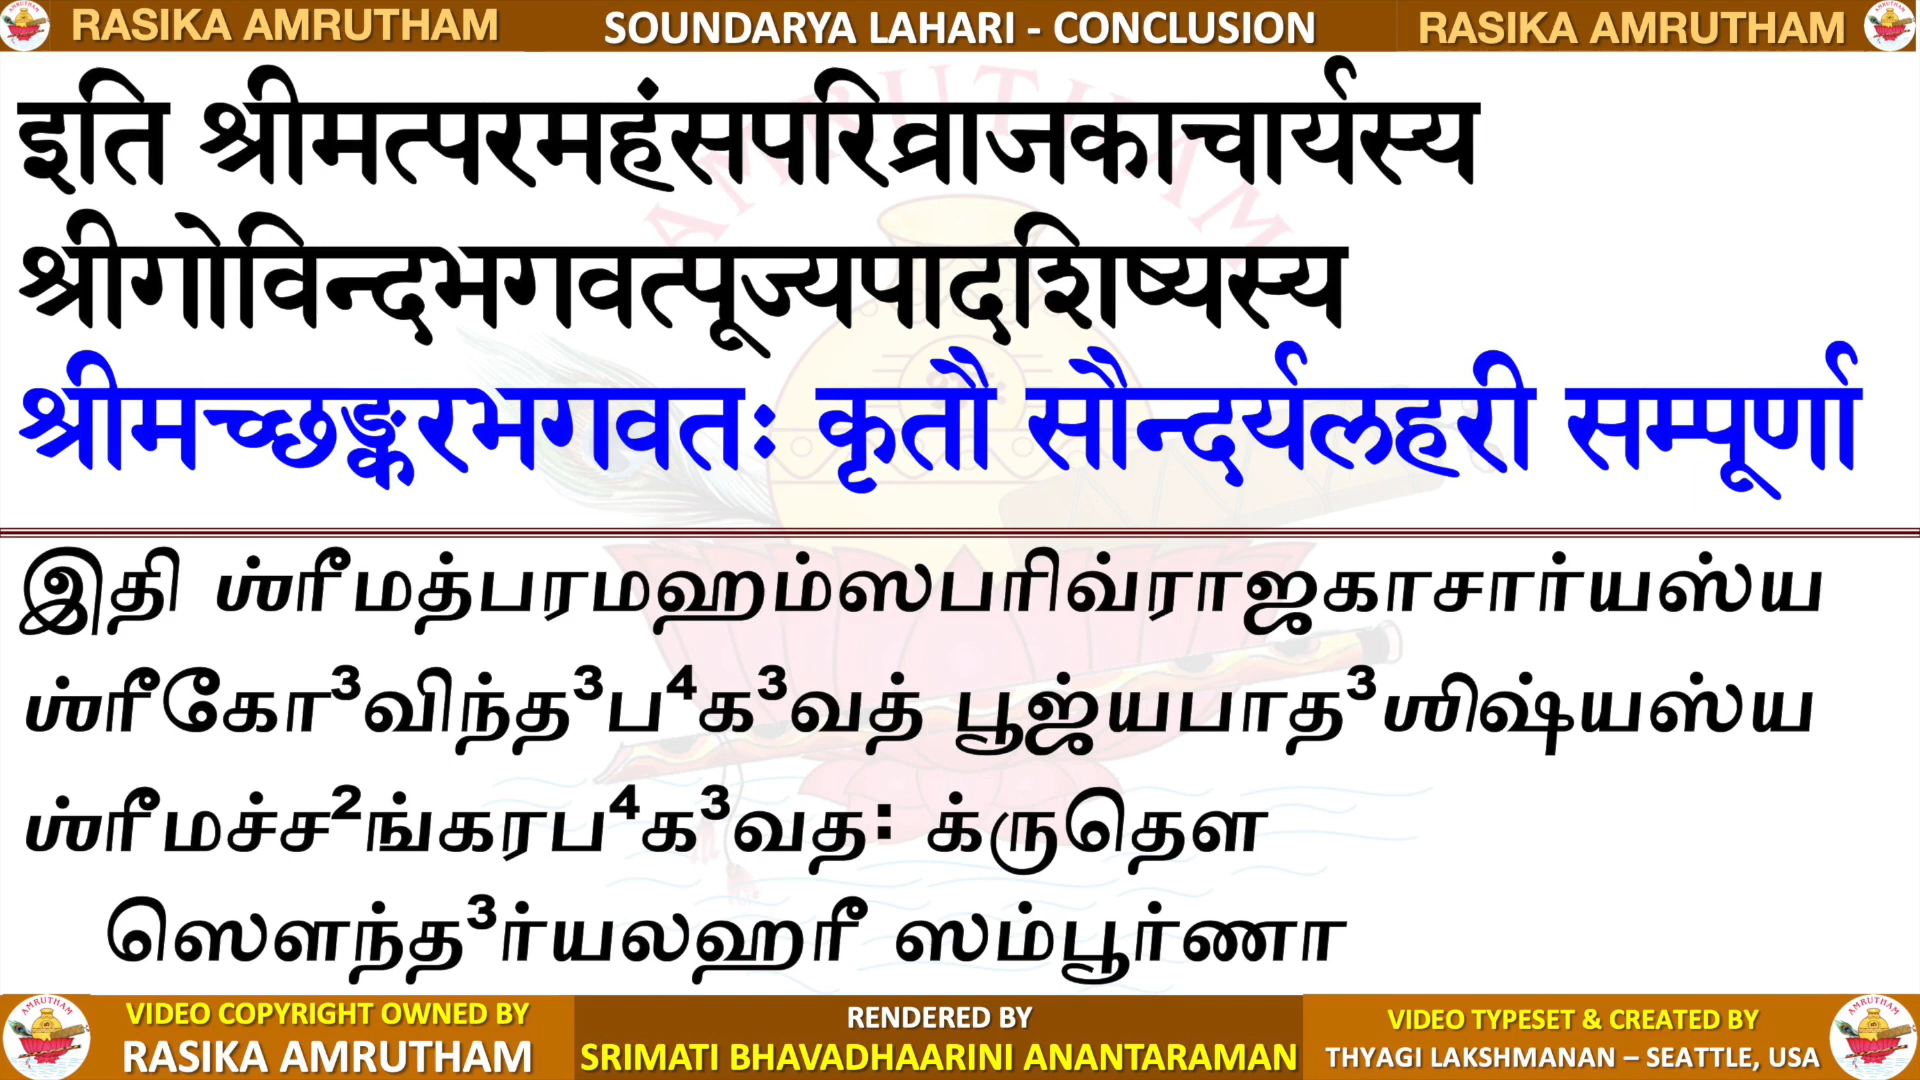 RASIKA AMRUTHAM SOUNDARYA LAHARI - CONCLUSION RASIKA AMRUTHAM
इति श्रीमत्परमहंसपरिव्राजकाचार्यस्य
श्रीगोविन्दभगवत्पूज्यपादशिष्यस्य
श्रीमच्छङ्करभगवतः कृतौ सौन्दर्यलहरी सम्पूर्णा
இதி ஶ்ரீமத்பரமஹம்ஸபரிவ்ராஜகாசார்யஸ்ய
ஶ்ரீகோ³விந்த³ப⁴க³வத் பூஜ்யபாத³ஶிஷ்யஸ்ய
ஶ்ரீமச்ச²ங்கரப⁴க³வத: க்ருதௌ
ஸௌந்த³ர்யலஹரீ ஸம்பூர்ணா
VIDEO COPYRIGHT OWNED BY
RASIKA AMRUTHAM
RENDERED BY
SRIMATI BHAVADHAARINI ANANTARAMAN
VIDEO TYPESET & CREATED BY
THYAGI LAKSHMANAN – SEATTLE, USA
AMRUTHAM